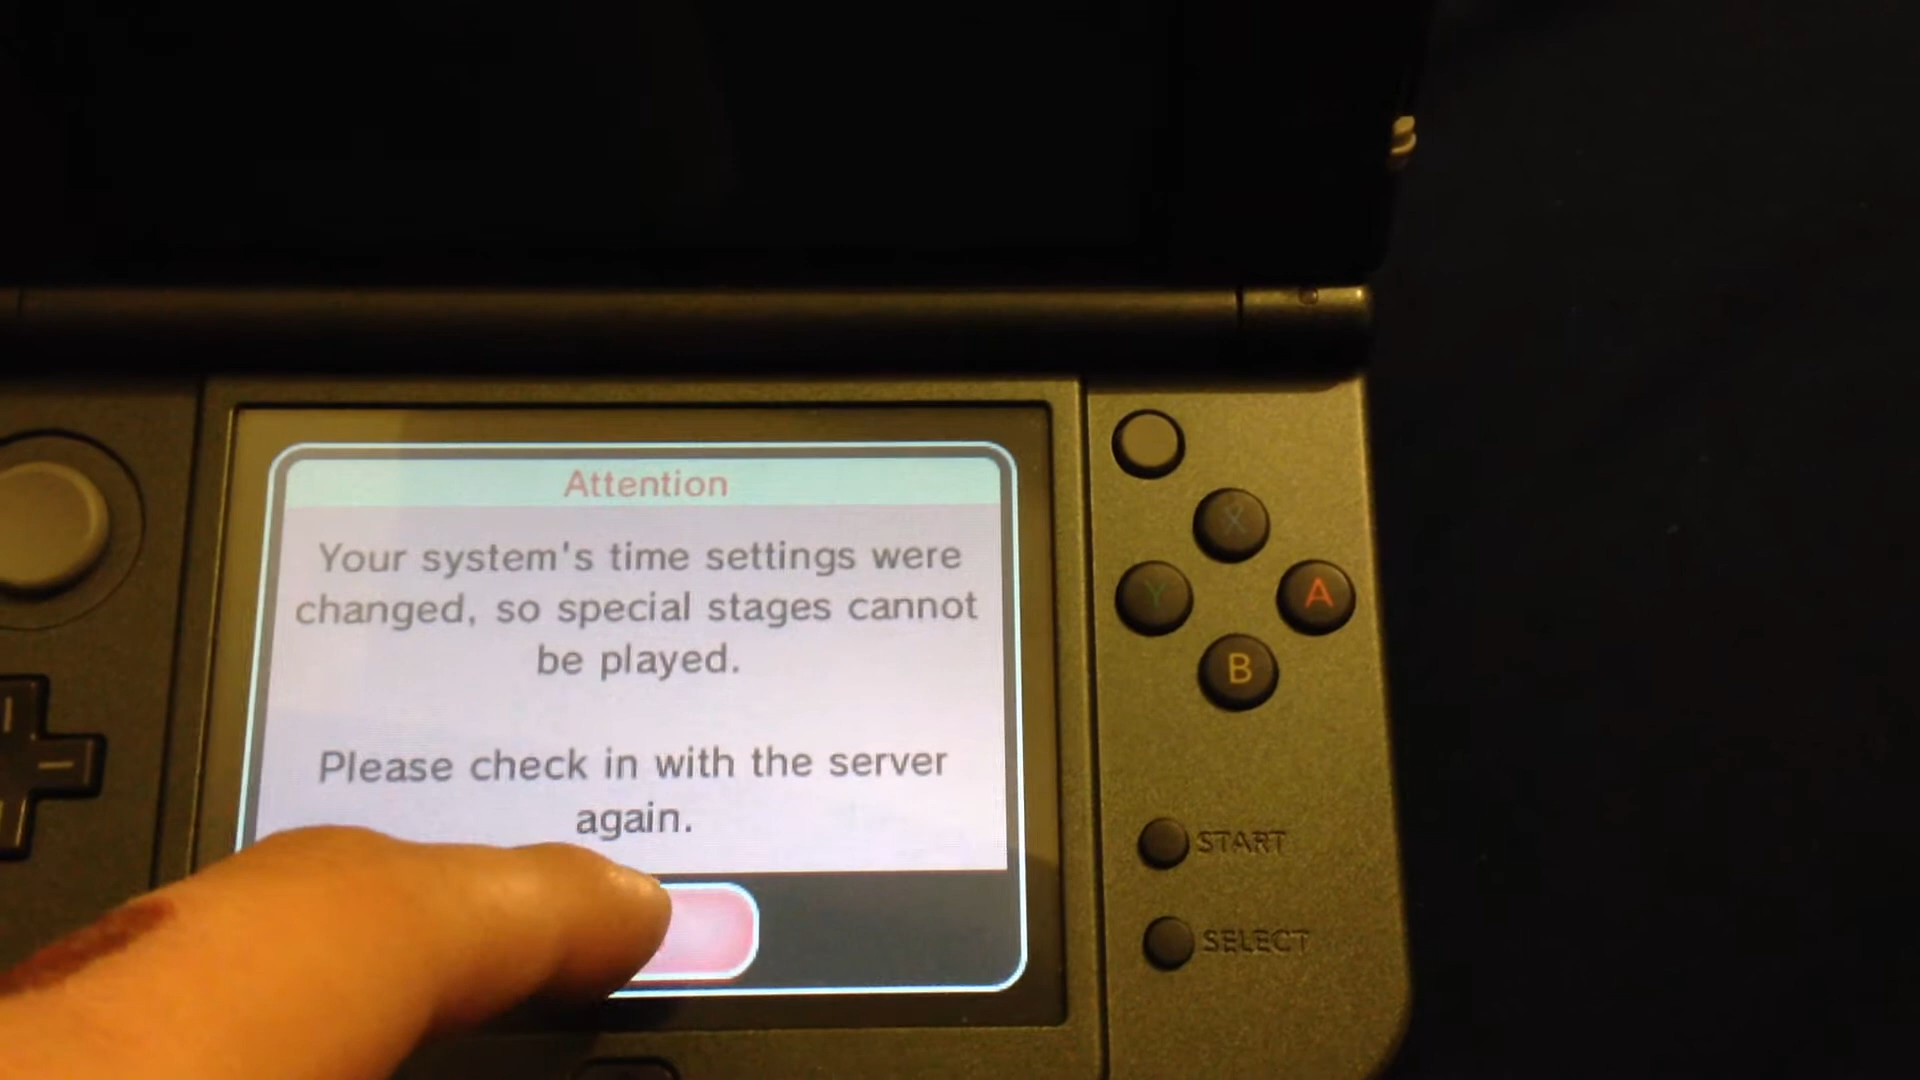 Attention
Your system's time settings were
changed, so special stages cannot
be played.
Please check in with the server
again.
X
Y
A
B
START
SELECT